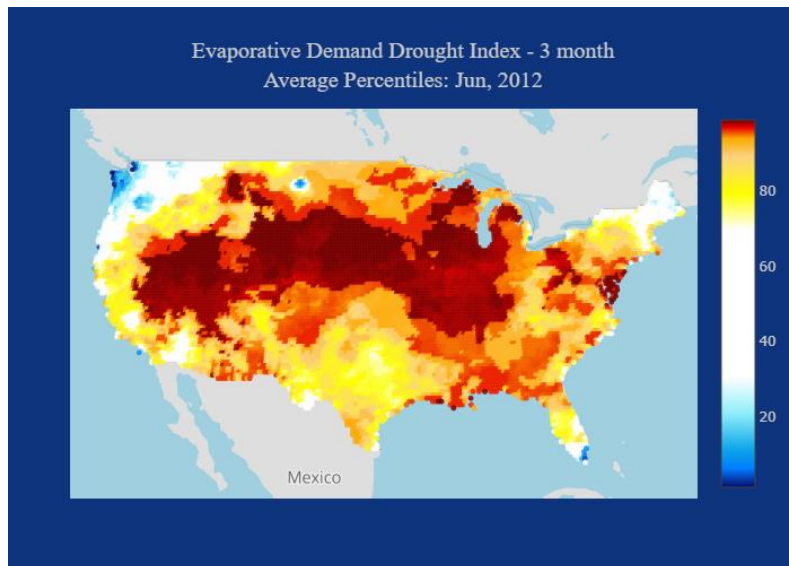 Evaporative Demand Drought Index - 3 month
Average Percentiles: Jun, 2012
80
60
40
20
Mexico